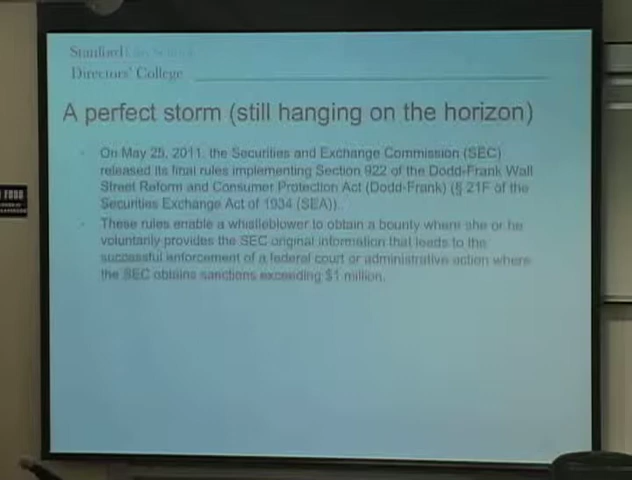 Stanford Law School
Directors' College
A perfect storm (still hanging on the horizon)
On May 25, 2011, the Securities and Exchange Commission (SEC)
released its final rules implementing Section 922 of the Dodd-Frank Wall
Street Reform and Consumer Protection Act (Dodd-Frank) (§ 21F of the
Securities Exchange Act of 1934 (SEA)).
These rules enable a whistleblower to obtain a bounty where she or he
voluntarily provides the SEC original information that leads to the
successful enforcement of a federal court or administrative action where
the SEC obtains sanctions exceeding $1 million.
FOOD